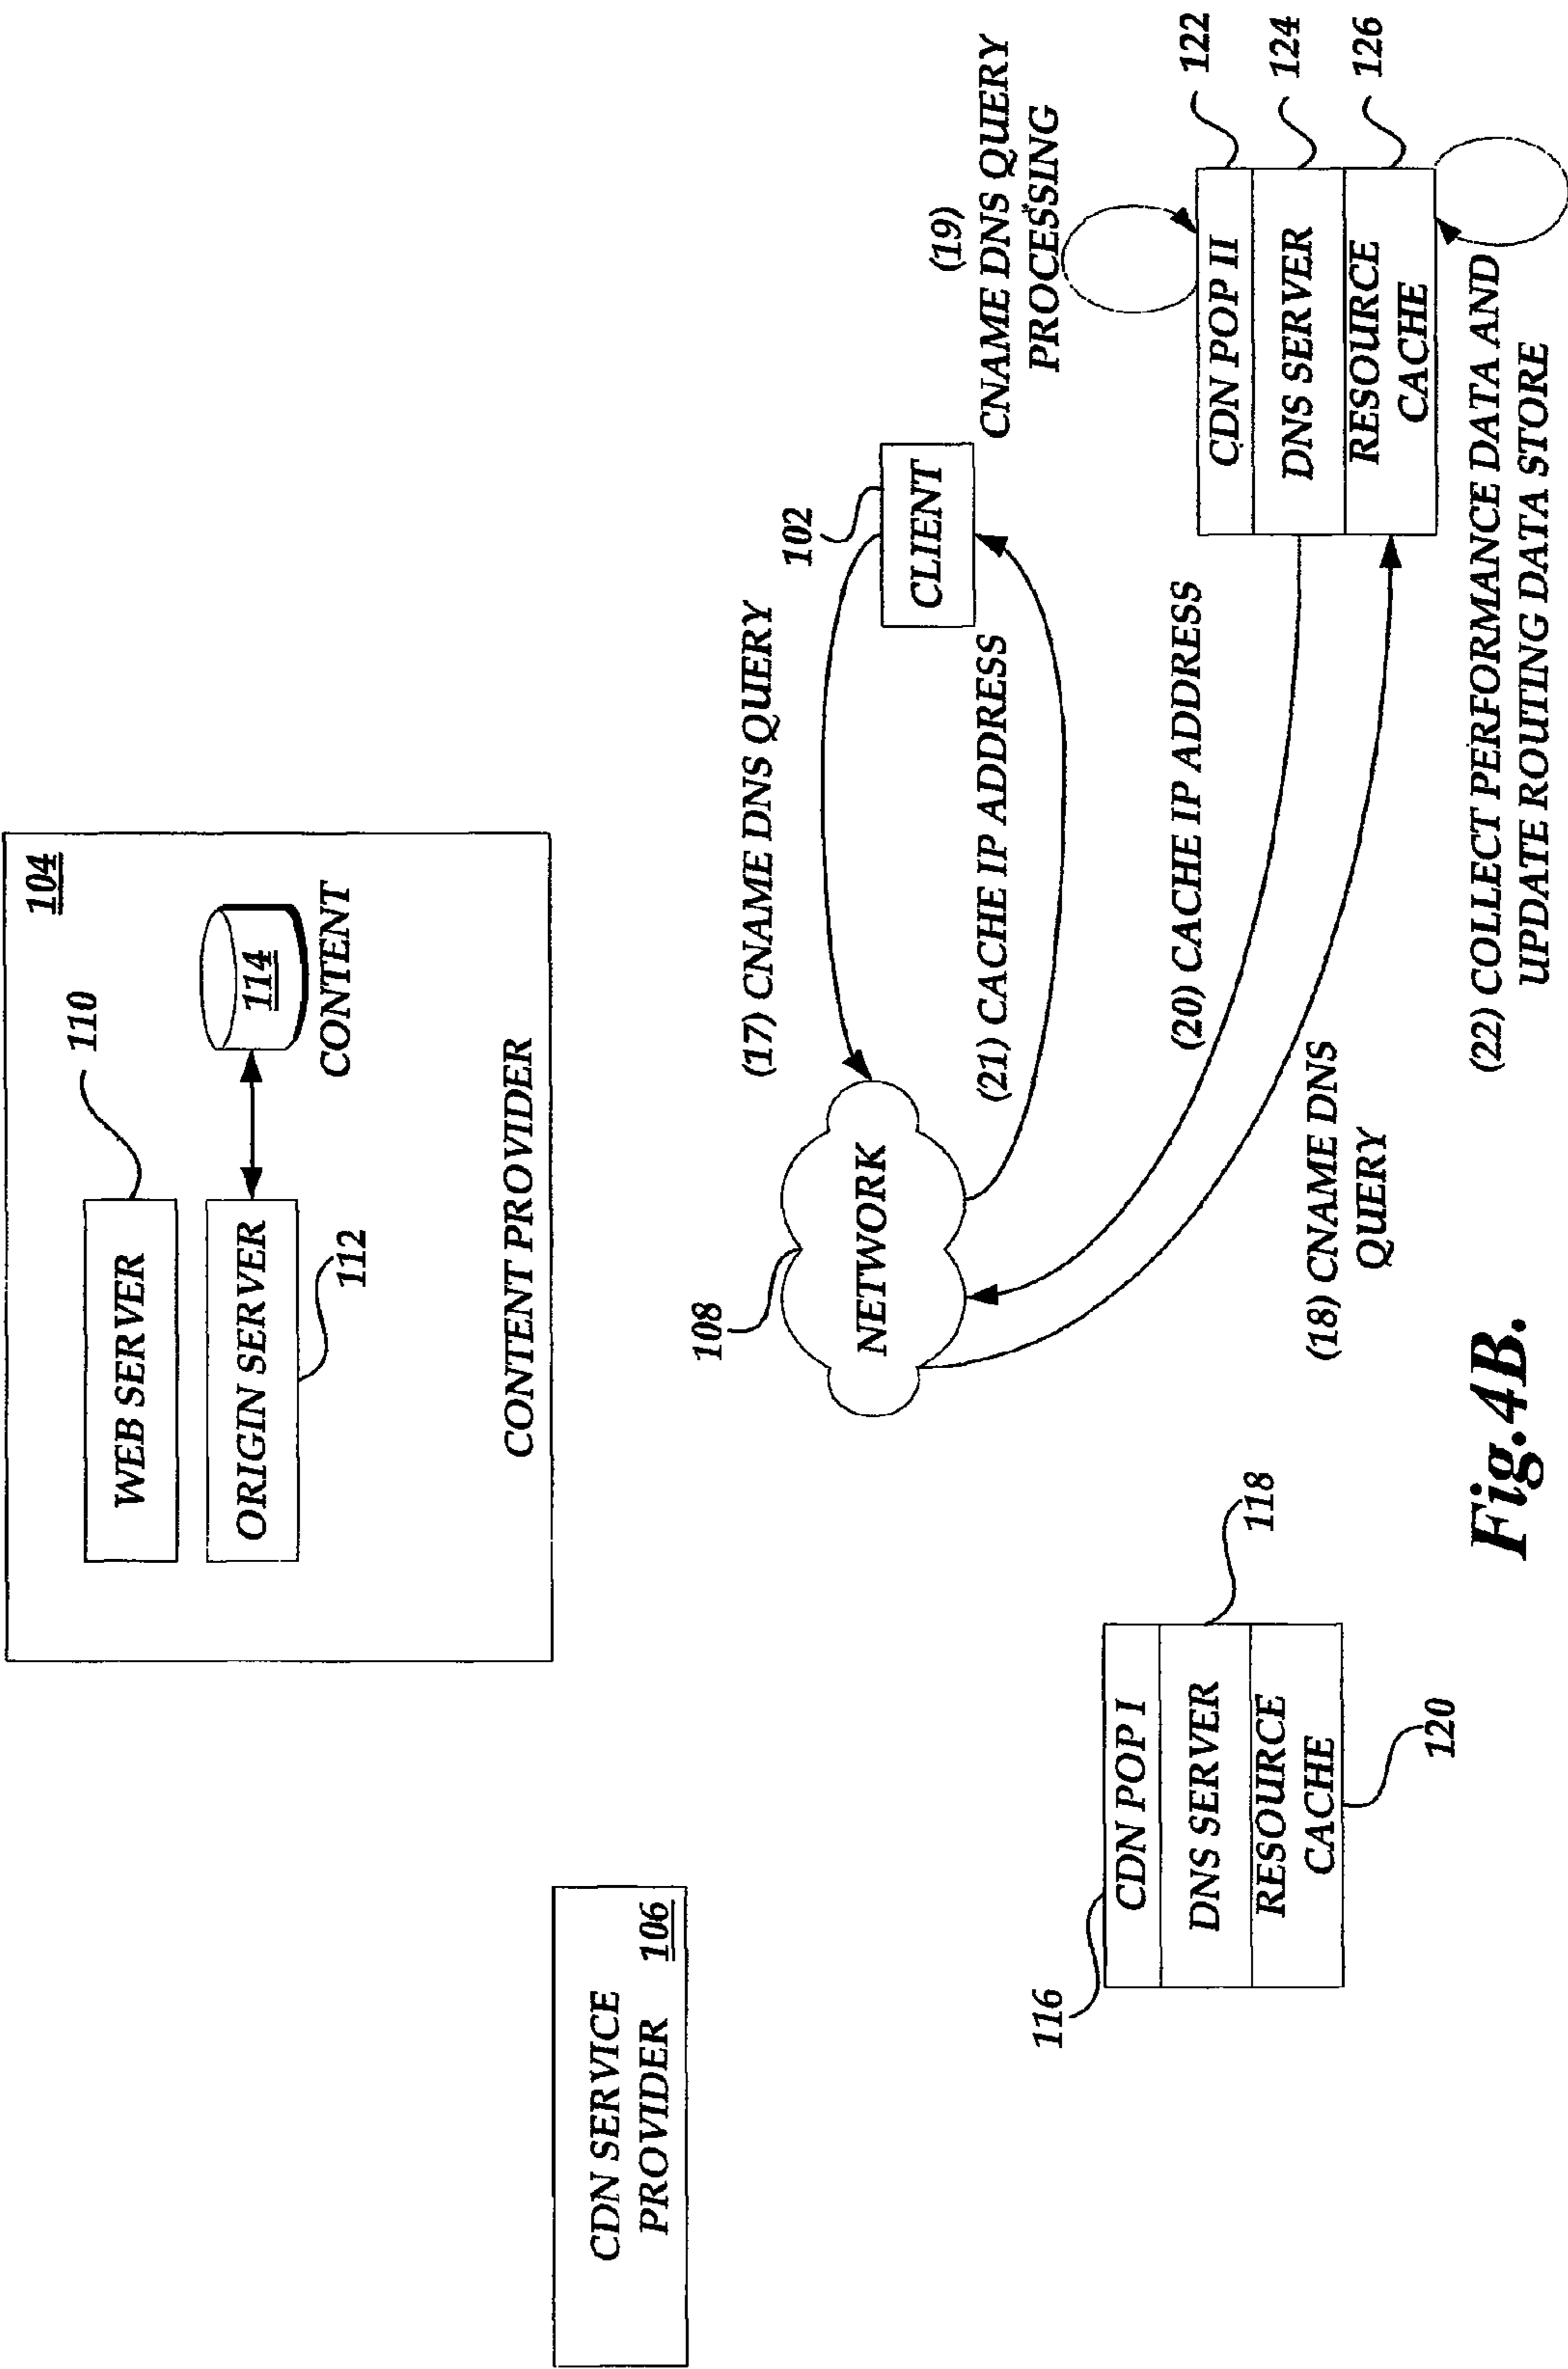 104
110
WEB SERVER
ORIGIN SERVER
112
114
CONTENT
CONTENT PROVIDER
CDN SERVICE
PROVIDER
106
108
NETWORK
(17) CNAME DNS QUERY
102
CLIENT
(21) CACHE IP ADDRESS
(19)
CNAME DNS QUERY
PROCESSING
116
CDN POP I
DNS SERVER
RESOURCE
CACHE
118
120
(20) CACHE IP ADDRESS
(18) CNAME DNS
QUERY
CDN POP II
DNS SERVER
RESOURCE
CACHE
122
124
126
(22) COLLECT PERFORMANCE DATA AND
UPDATE ROUTING DATA STORE
Fig.4B.